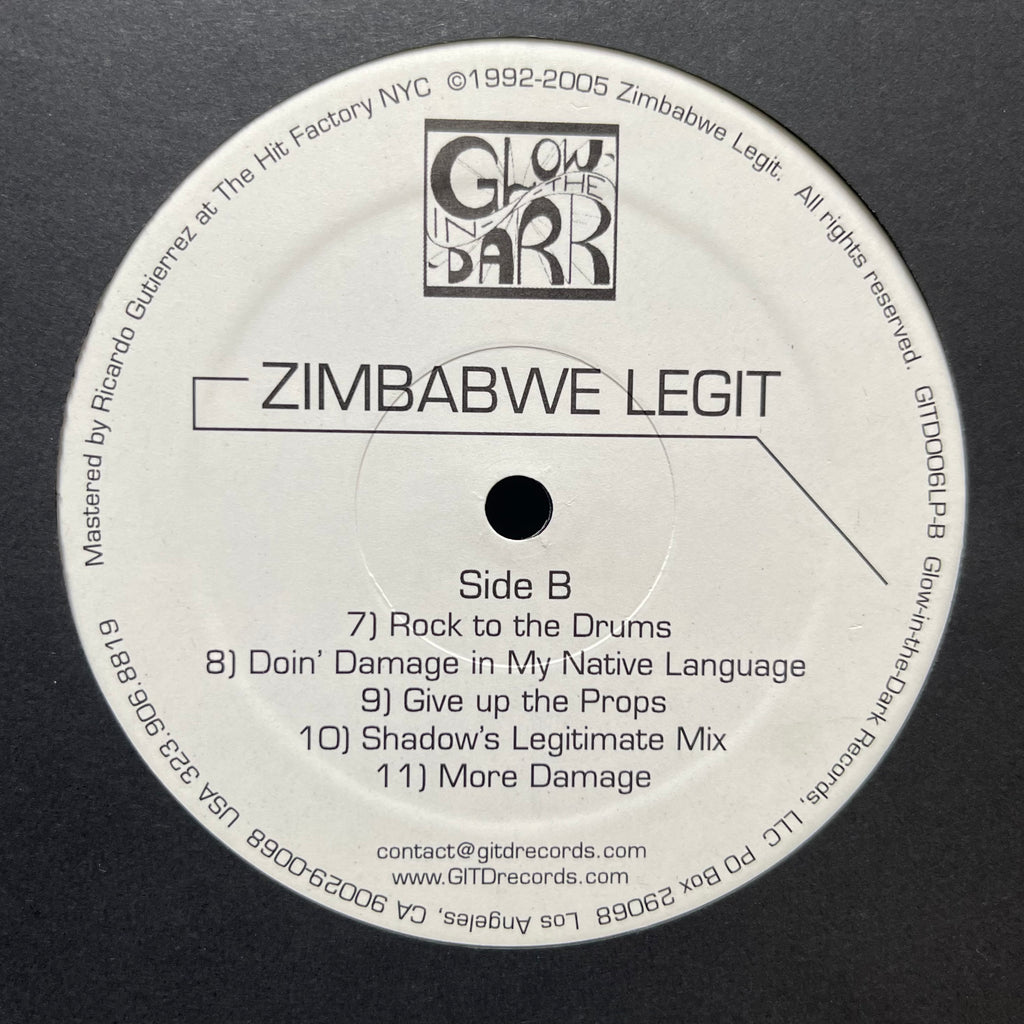 Mastered by Ricardo Gutierrez at The Hit Factory NYC ©1992-2005 Zimbabwe Legit. All rights reserved. GITD006LP-B Glow-in-the-Dark Records, LLC PO Box 29068 Los Angeles, CA 90029-0068 USA 323.906.8819
GLOW-
IN-THE
-DARK
ZIMBABWE LEGIT
Side B
7) Rock to the Drums
8) Doin' Damage in My Native Language
9) Give up the Props
10) Shadow's Legitimate Mix
11) More Damage
contact@gitdrecords.com
www.GITDrecords.com